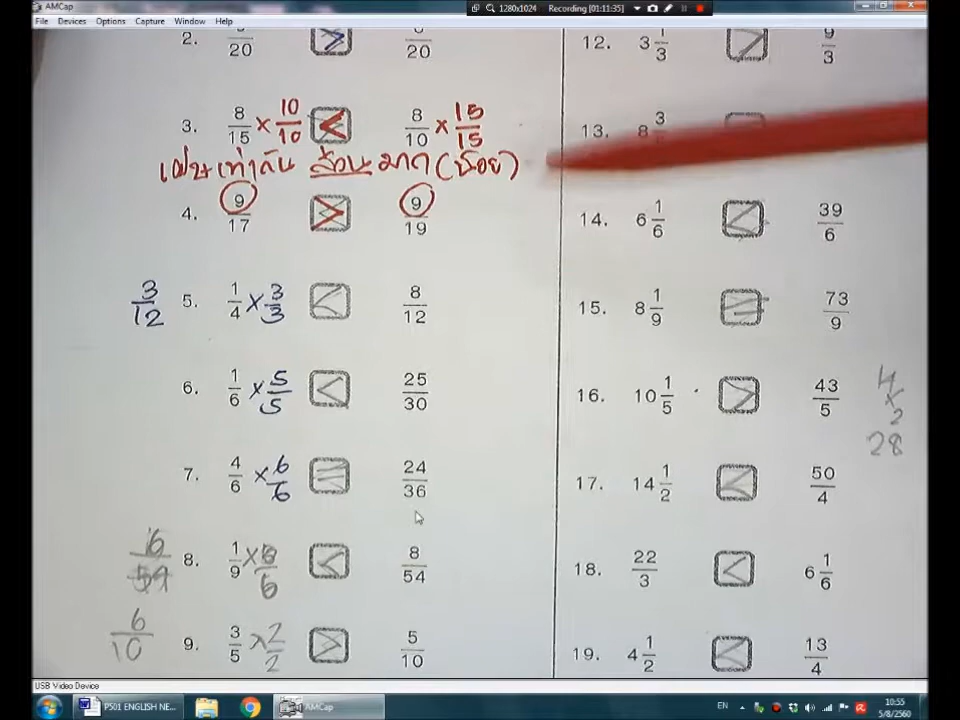 AMCap
1280x1024 Recording [01:11:35]
File Devices Options Capture Window Help
2. 20 > 20
3. 8/15 × 10/10 < 8/10 × 15/15
เศษเท่ากัน ส่วนมาก (น้อย)
4. 9/17 > 9/19
3/12 5. 1/4 × 3/3 < 8/12
6. 1/6 × 5/5 < 25/30
7. 4/6 × 6/6 = 24/36
8. 1/9 × 6/6 < 8/54
6/10 9. 3/5 × 2/2 > 5/10
12. 3 1/3 > 9/3
13. 8 3
14. 6 1/6 < 39/6
15. 8 1/9 = 73/9
16. 10 1/5 > 43/5
4
×
2
28
17. 14 1/2 < 50/4
18. 22/3 < 6 1/6
19. 4 1/2 < 13/4
USB Video Device
P501 ENGLISH NE...
AMCap
EN
10:55
5/8/2560